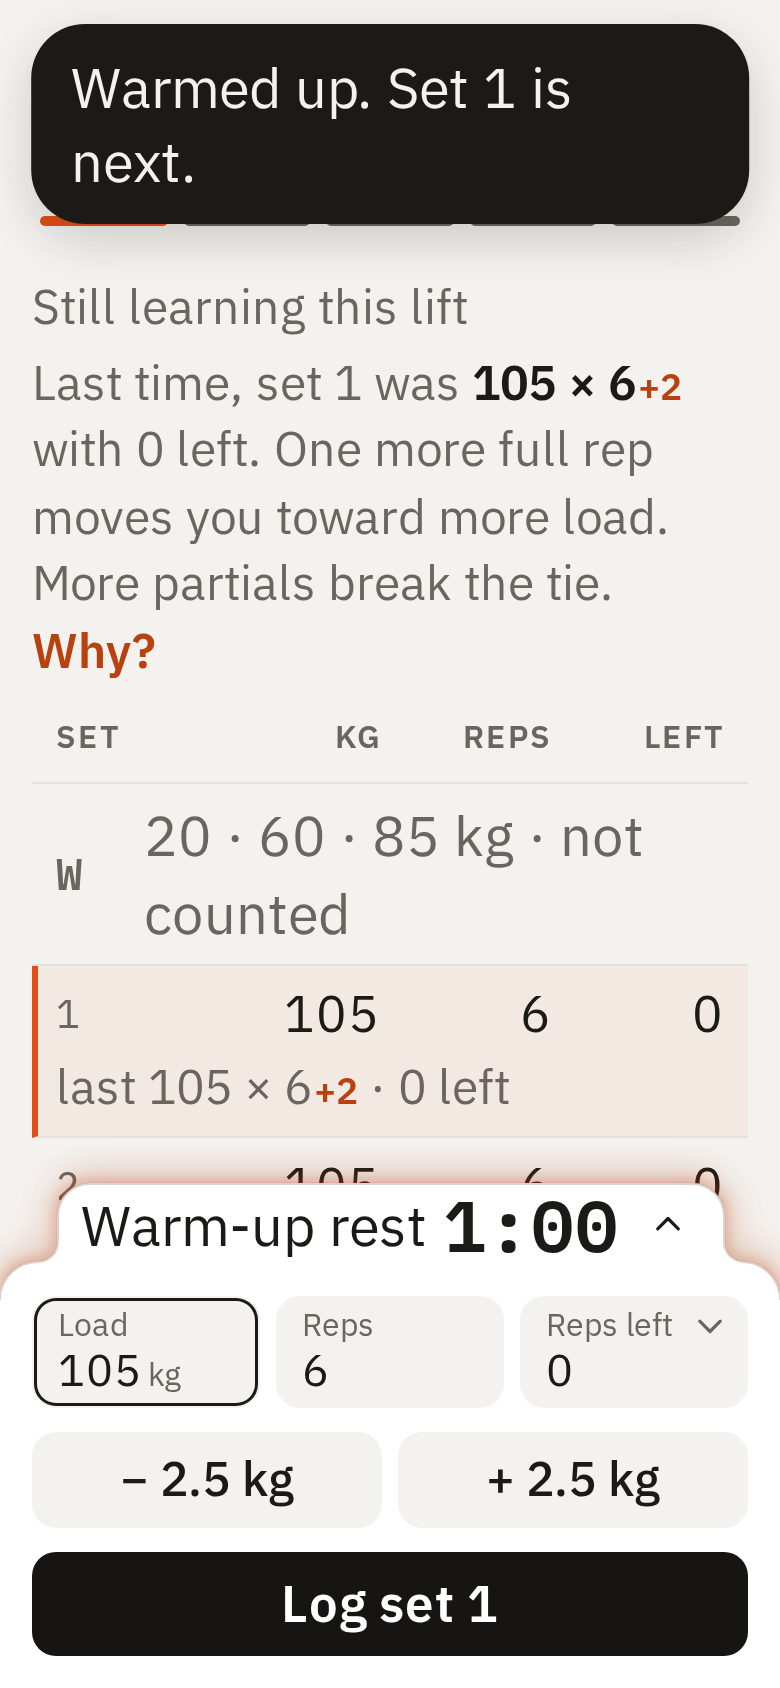 Warmed up. Set 1 is
next.
Still learning this lift
Last time, set 1 was 105 × 6+2
with 0 left. One more full rep
moves you toward more load.
More partials break the tie.
Why?
SET KG REPS LEFT
W 20 · 60 · 85 kg · not
counted
1 105 6 0
last 105 × 6+2 · 0 left
2 105 6 0
Warm-up rest 1:00
Load Reps Reps left
105 kg 6 0
− 2.5 kg + 2.5 kg
Log set 1